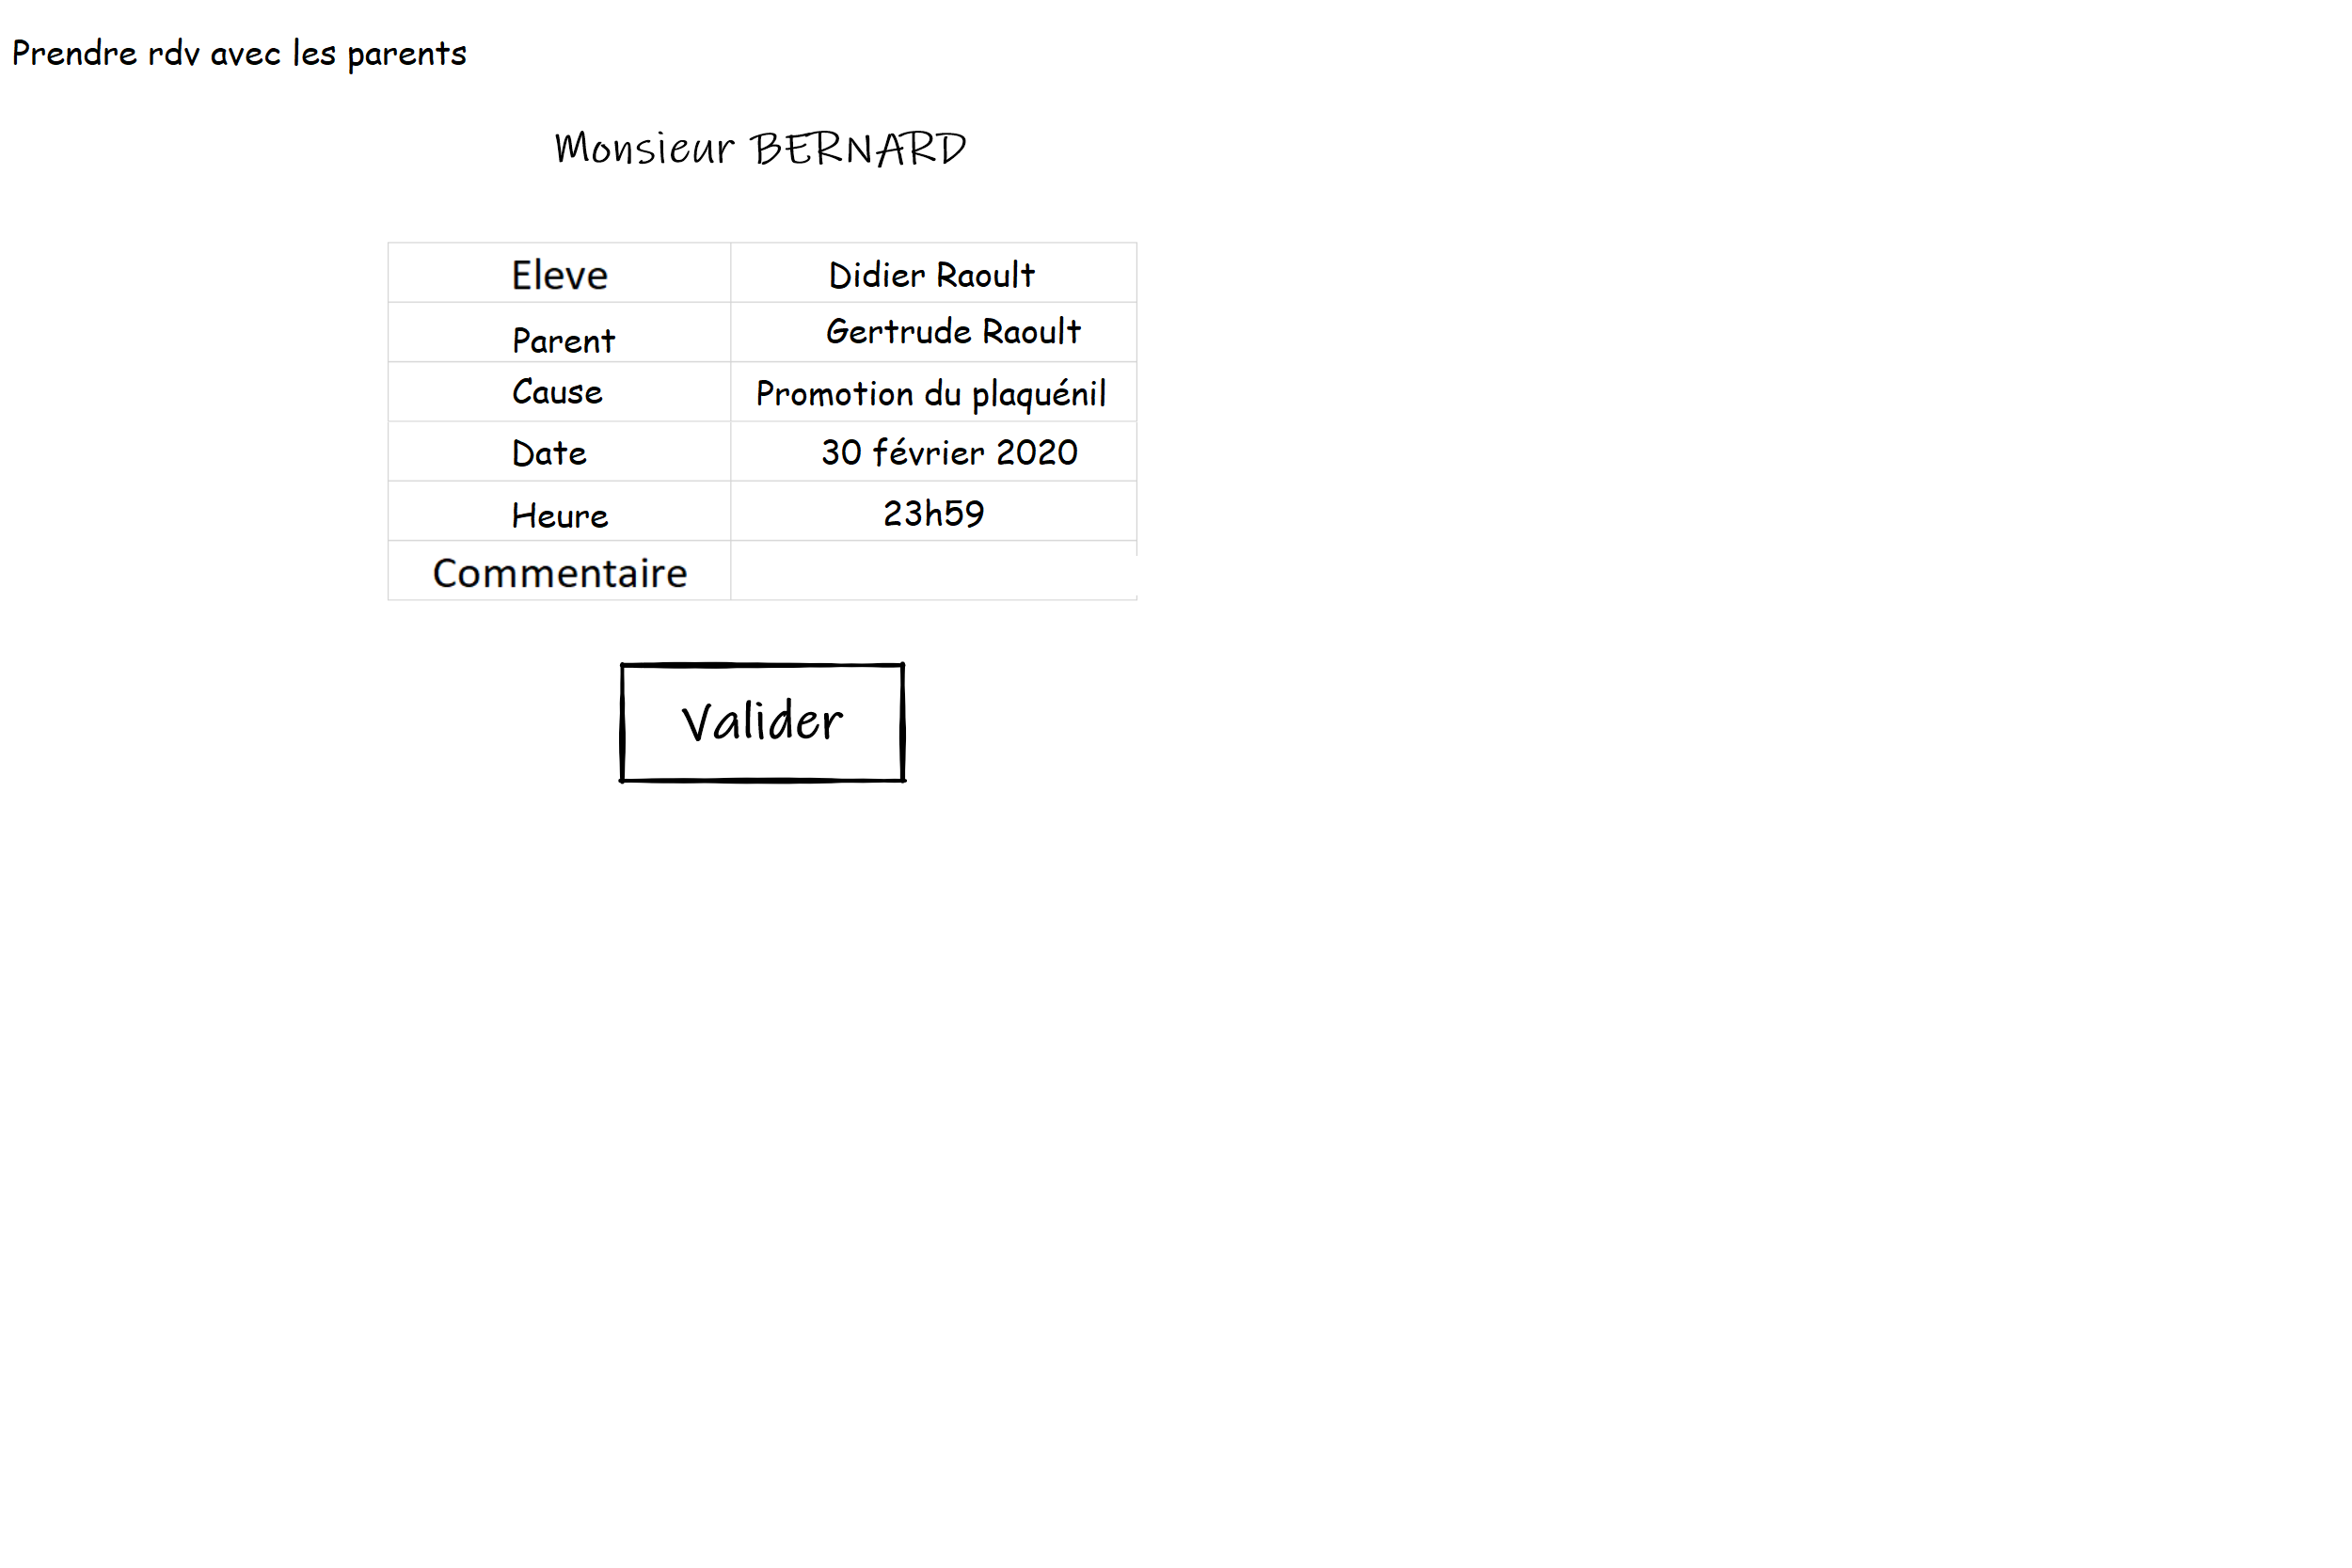 Prendre rdv avec les parents
Monsieur BERNARD
Eleve Didier Raoult
Parent Gertrude Raoult
Cause Promotion du plaquénil
Date 30 février 2020
Heure 23h59
Commentaire
Valider